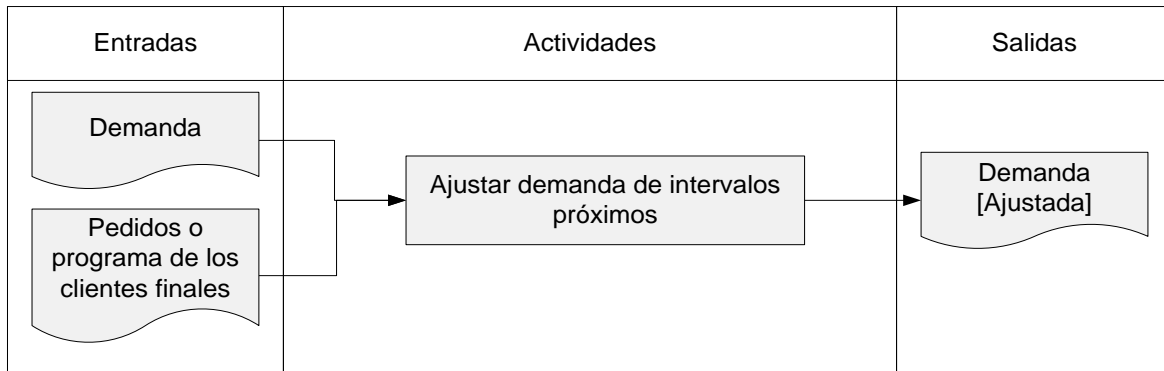 Entradas
Actividades
Salidas
Demanda
Pedidos o
programa de los
clientes finales
Ajustar demanda de intervalos
próximos
Demanda
[Ajustada]